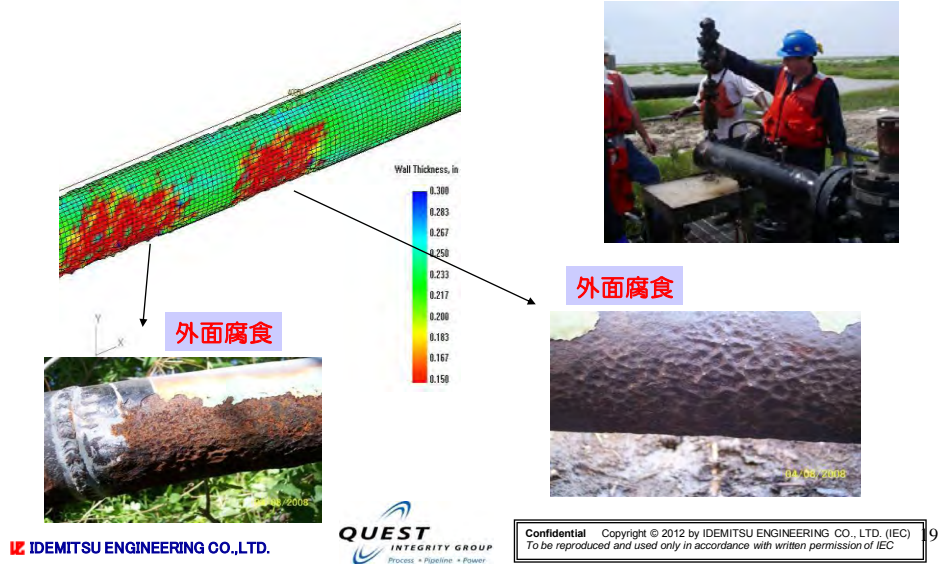 Wall Thickness, in
0.300
0.283
0.267
0.250
0.233
0.217
0.200
0.183
0.167
0.150
Y
X
外面腐食
外面腐食
04/08/2008
IDEMITSU ENGINEERING CO.,LTD.
QUEST
INTEGRITY GROUP
Process • Pipeline • Power
Confidential Copyright © 2012 by IDEMITSU ENGINEERING CO., LTD. (IEC)
To be reproduced and used only in accordance with written permission of IEC
19